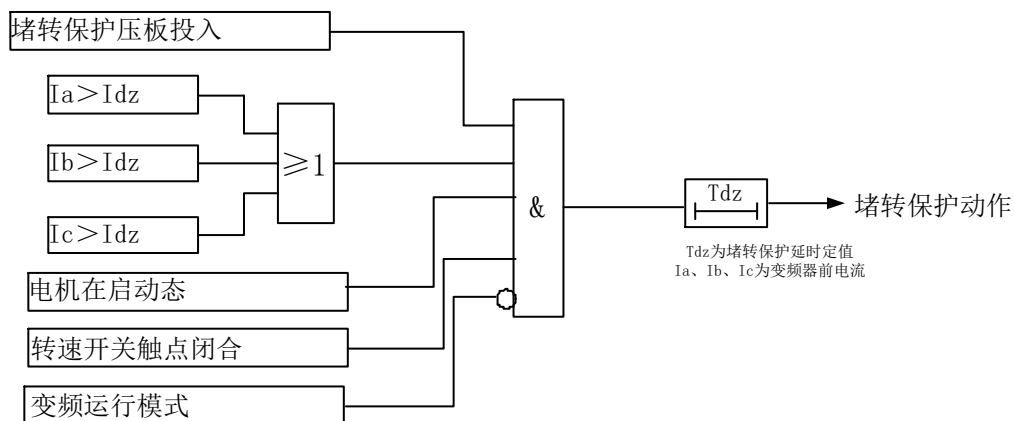 堵转保护压板投入
Ia＞Idz
Ib＞Idz
Ic＞Idz
≥1
电机在启动态
转速开关触点闭合
变频运行模式
&
Tdz
堵转保护动作
Tdz为堵转保护延时定值
Ia、Ib、Ic为变频器前电流